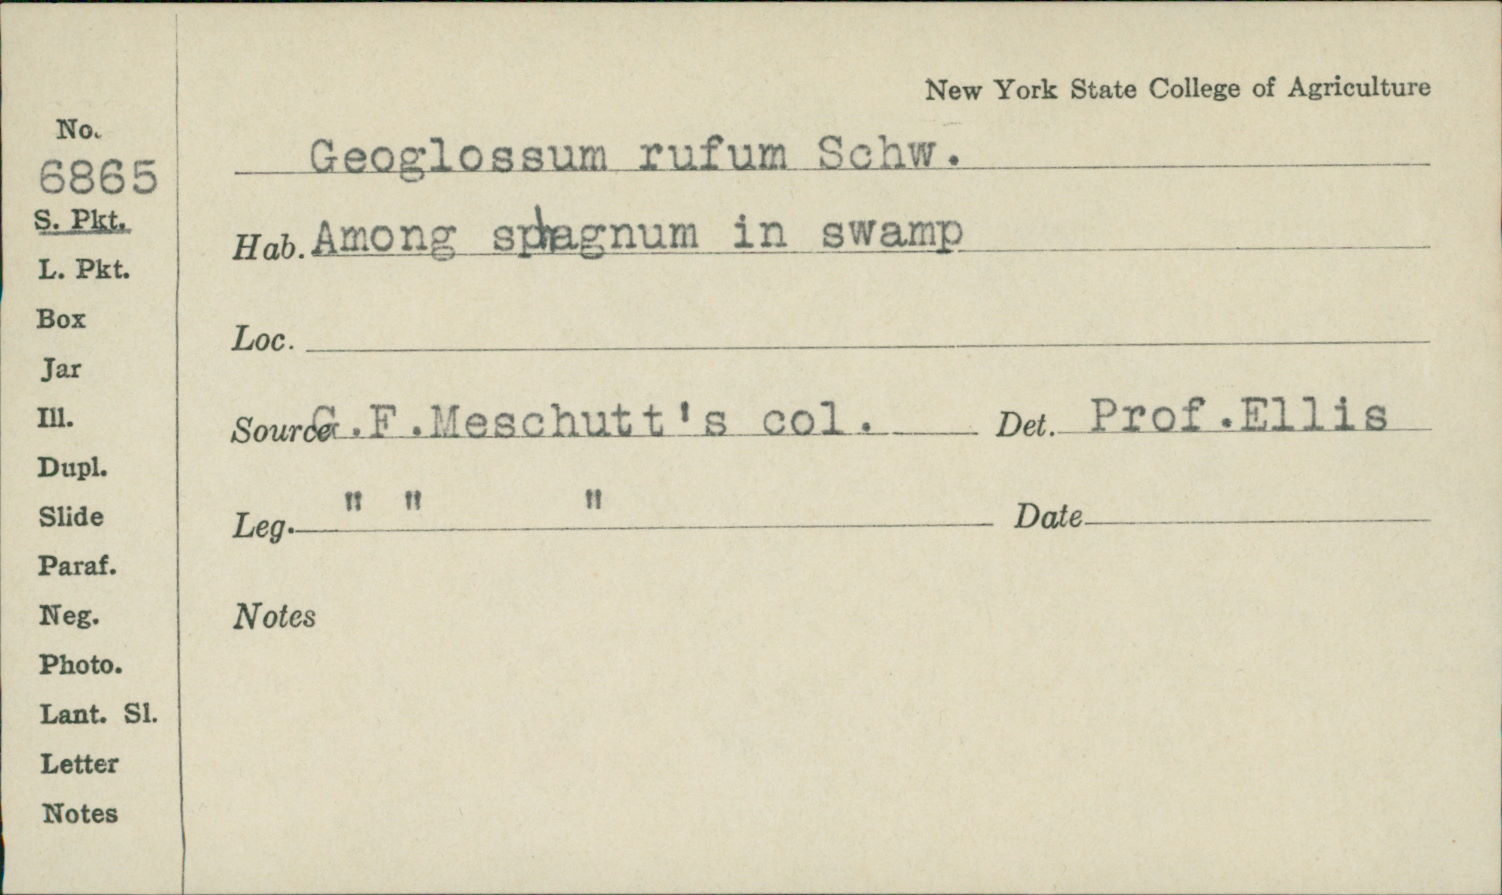 New York State College of Agriculture
No.
6865
S. Pkt.
L. Pkt.
Box
Jar
Ill.
Dupl.
Slide
Paraf.
Neg.
Photo.
Lant. Sl.
Letter
Notes
Geoglossum rufum Schw.
Hab. Among sphagnum in swamp
Loc.
Source G.F.Meschutt's col. Det. Prof.Ellis
Leg. " " " Date
Notes